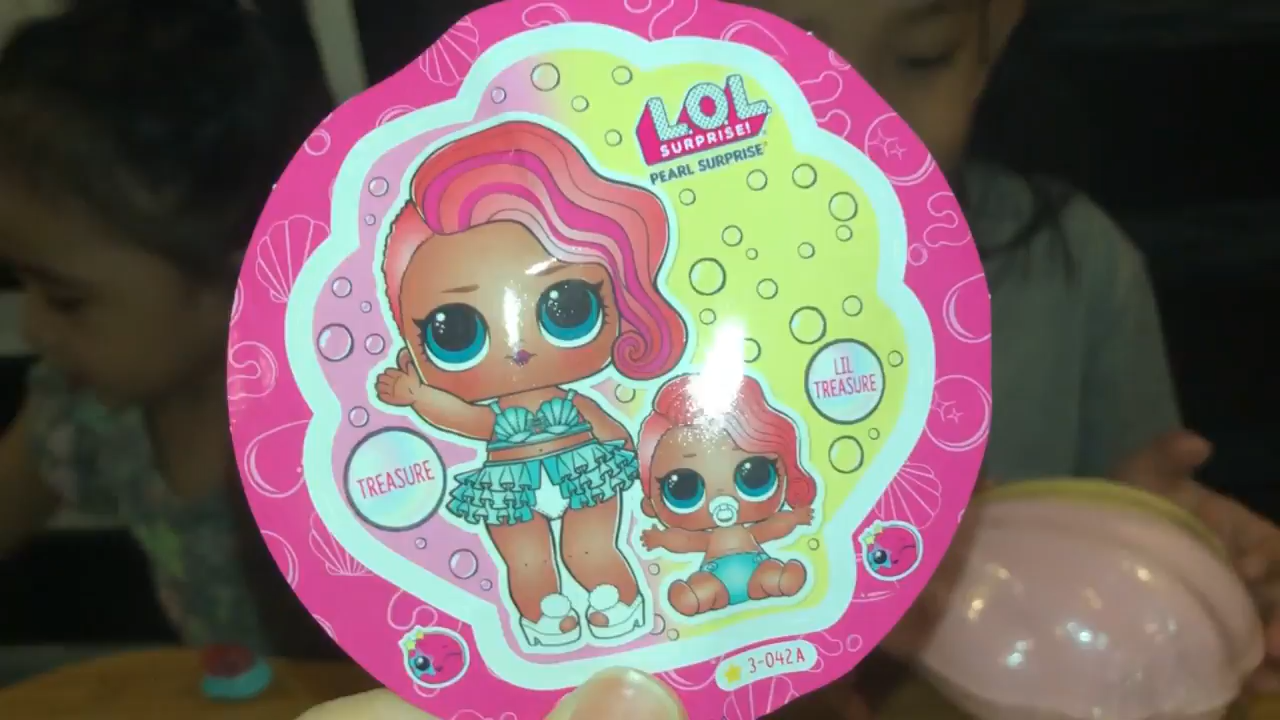 L.O.L
SURPRISE!
PEARL SURPRISE
LIL
TREASURE
TREASURE
3-042A